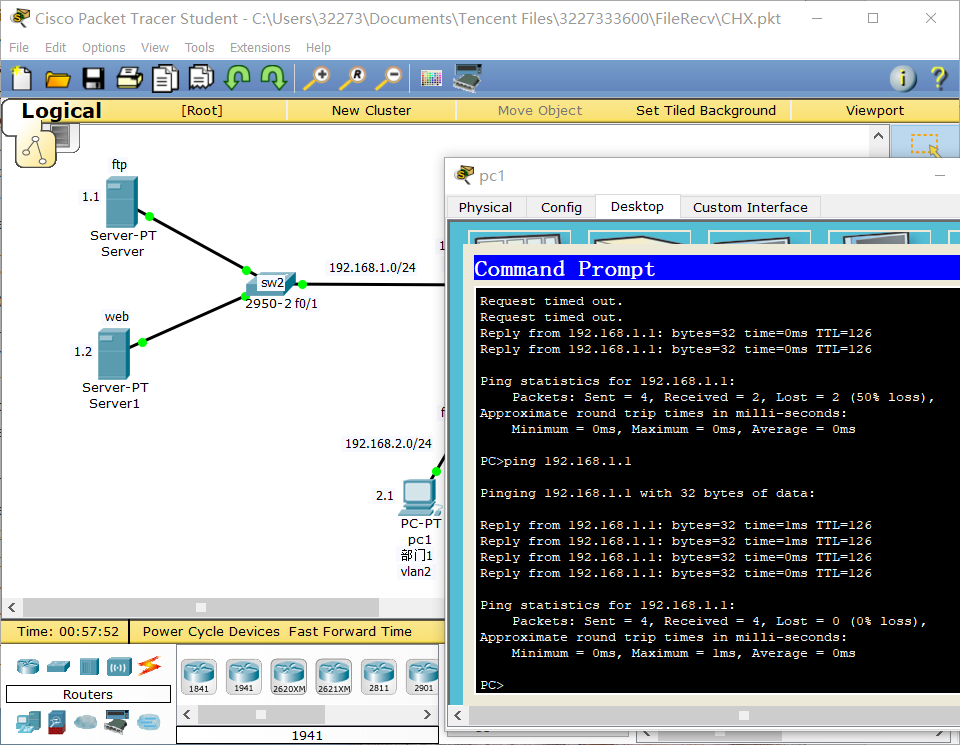 Cisco Packet Tracer Student - C:\Users\32273\Documents\Tencent Files\3227333600\FileRecv\CHX.pkt
File Edit Options View Tools Extensions Help
Logical [Root] New Cluster Move Object Set Tiled Background Viewport
ftp
1.1
Server-PT
Server
192.168.1.0/24
sw2
2950-2 f0/1
web
1.2
Server-PT
Server1
192.168.2.0/24
2.1
PC-PT
pc1
部门1
vlan2
pc1
Physical Config Desktop Custom Interface
Command Prompt
Request timed out.
Request timed out.
Reply from 192.168.1.1: bytes=32 time=0ms TTL=126
Reply from 192.168.1.1: bytes=32 time=0ms TTL=126
Ping statistics for 192.168.1.1:
Packets: Sent = 4, Received = 2, Lost = 2 (50% loss),
Approximate round trip times in milli-seconds:
Minimum = 0ms, Maximum = 0ms, Average = 0ms
PC>ping 192.168.1.1
Pinging 192.168.1.1 with 32 bytes of data:
Reply from 192.168.1.1: bytes=32 time=1ms TTL=126
Reply from 192.168.1.1: bytes=32 time=1ms TTL=126
Reply from 192.168.1.1: bytes=32 time=0ms TTL=126
Reply from 192.168.1.1: bytes=32 time=0ms TTL=126
Ping statistics for 192.168.1.1:
Packets: Sent = 4, Received = 4, Lost = 0 (0% loss),
Approximate round trip times in milli-seconds:
Minimum = 0ms, Maximum = 1ms, Average = 0ms
PC>
Time: 00:57:52 Power Cycle Devices Fast Forward Time
Routers
1841 1941 2620XM 2621XM 2811 2901
1941